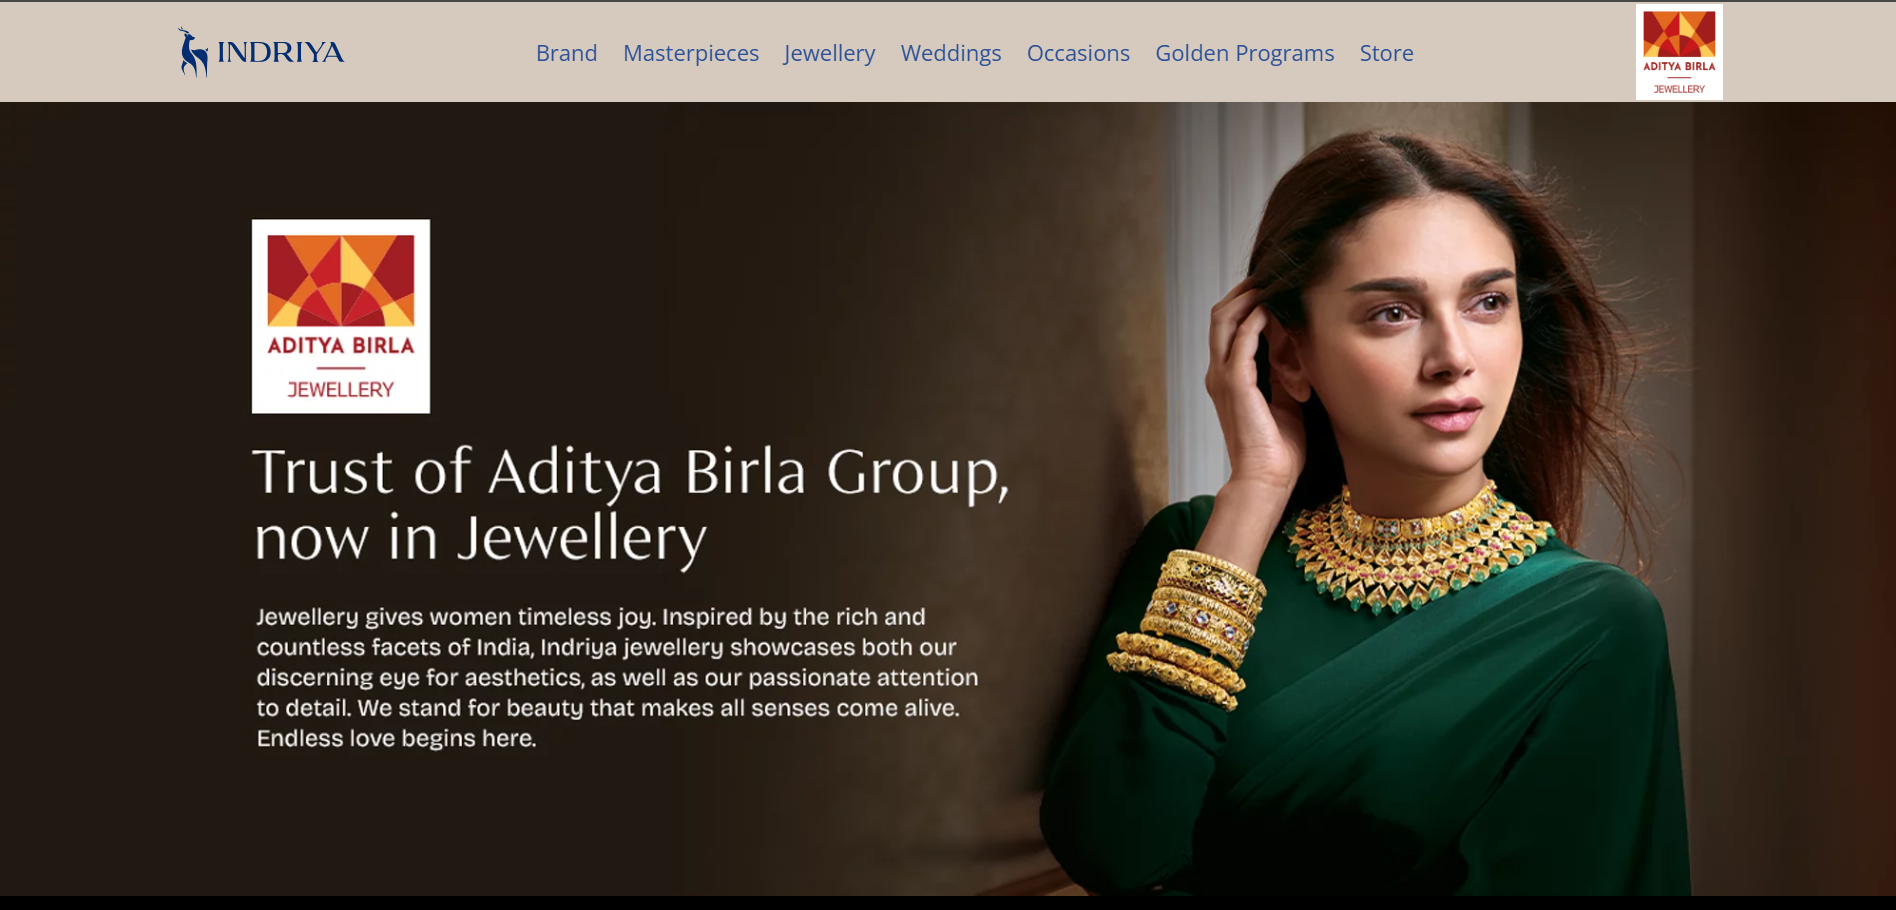 INDRIYA
Brand Masterpieces Jewellery Weddings Occasions Golden Programs Store
ADITYA BIRLA
JEWELLERY
ADITYA BIRLA
JEWELLERY
Trust of Aditya Birla Group,
now in Jewellery
Jewellery gives women timeless joy. Inspired by the rich and
countless facets of India, Indriya jewellery showcases both our
discerning eye for aesthetics, as well as our passionate attention
to detail. We stand for beauty that makes all senses come alive.
Endless love begins here.